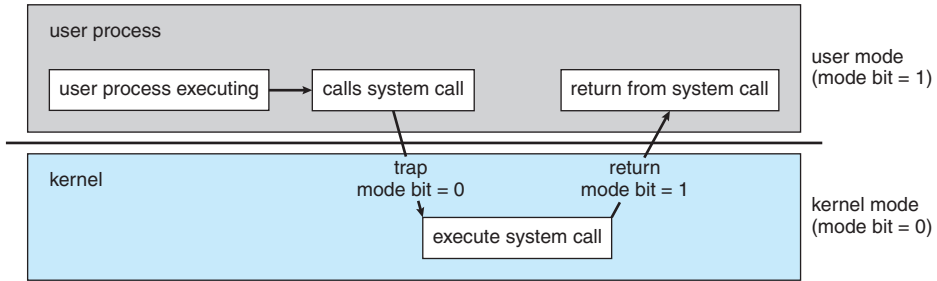 user process
user process executing
calls system call
return from system call
user mode
(mode bit = 1)
trap
mode bit = 0
return
mode bit = 1
kernel
execute system call
kernel mode
(mode bit = 0)